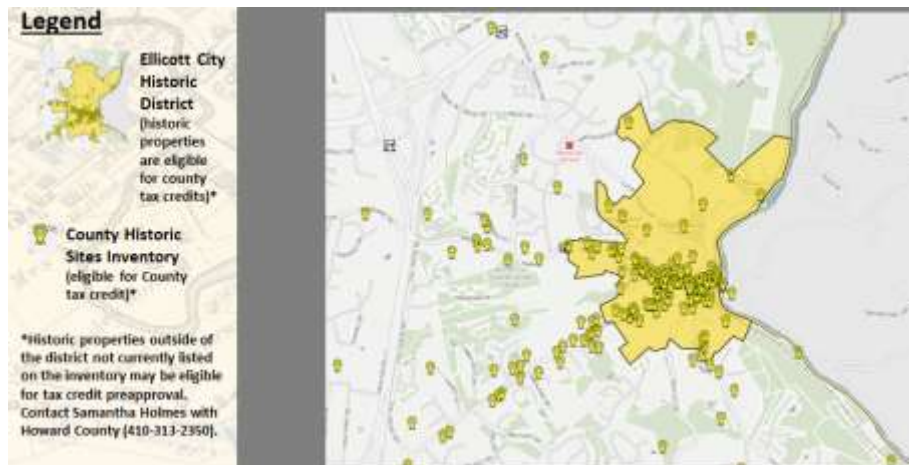 Legend
Ellicott City
Historic
District
(historic
properties
are eligible
for county
tax credits)*
County Historic
Sites Inventory
(eligible for County
tax credit)*
*Historic properties outside of
the district not currently listed
on the inventory may be eligible
for tax credit preapproval.
Contact Samantha Holmes with
Howard County (410-313-2350).